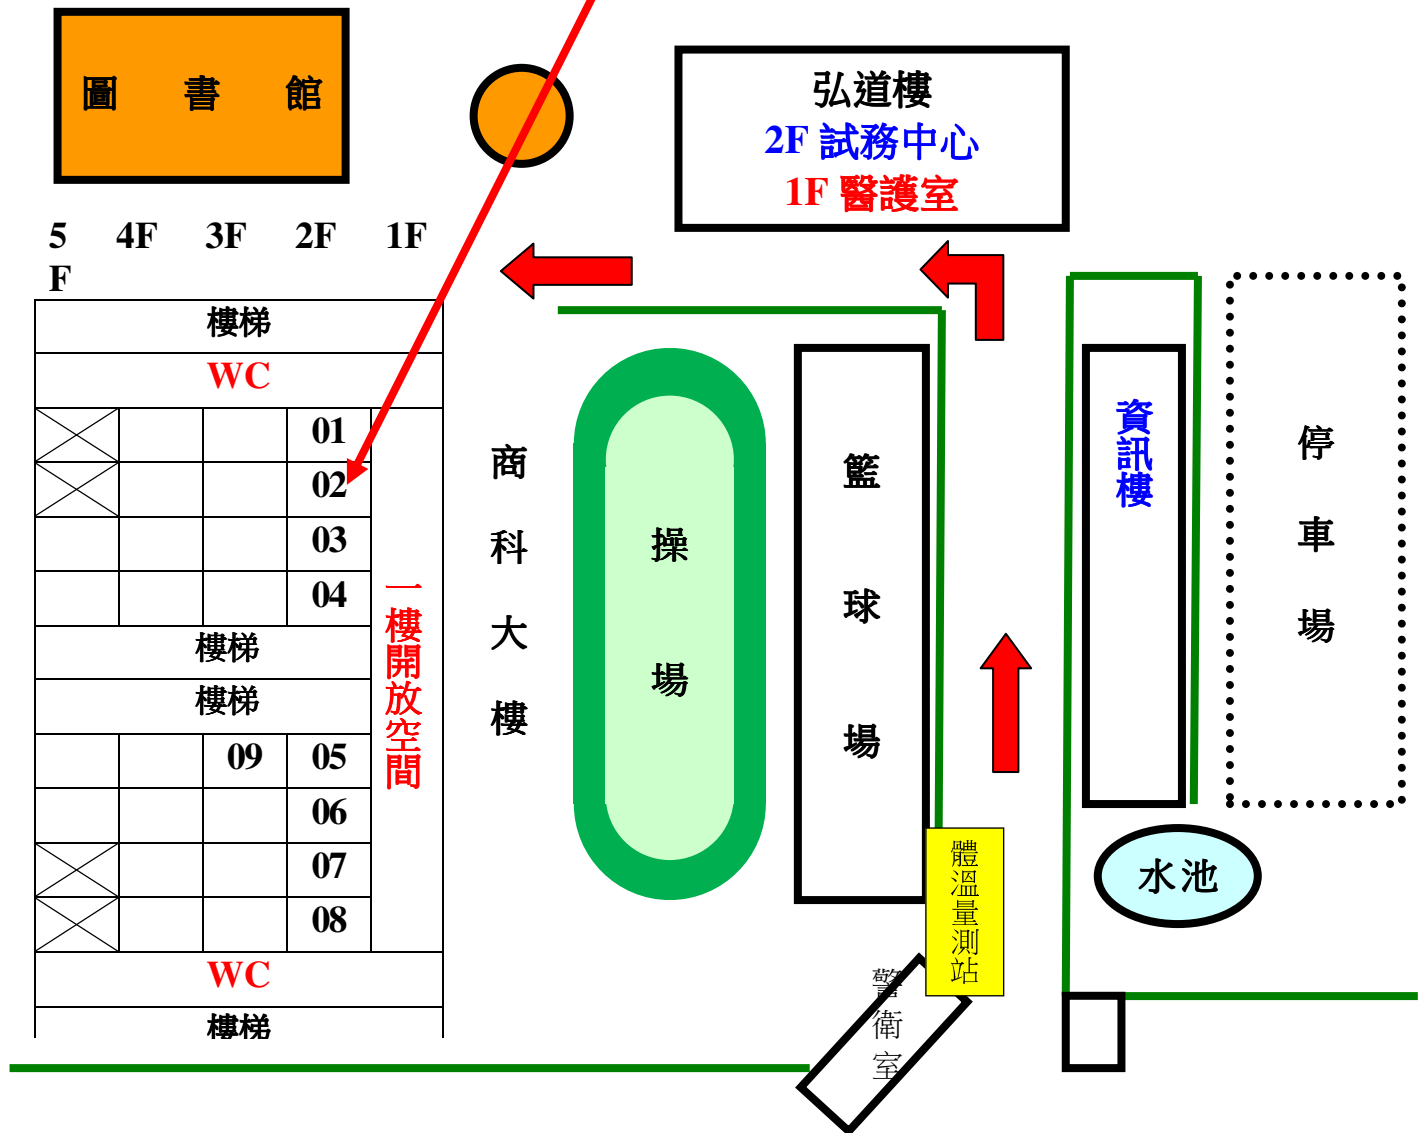 圖書館
弘道樓
2F 試務中心
1F 醫護室
5F 4F 3F 2F 1F
樓梯
WC
01
02
03
04
樓梯
樓梯
09 05
06
07
08
WC
樓梯
一樓開放空間
商科大樓
操場
籃球場
資訊樓
停車場
水池
體溫量測站
警衛室